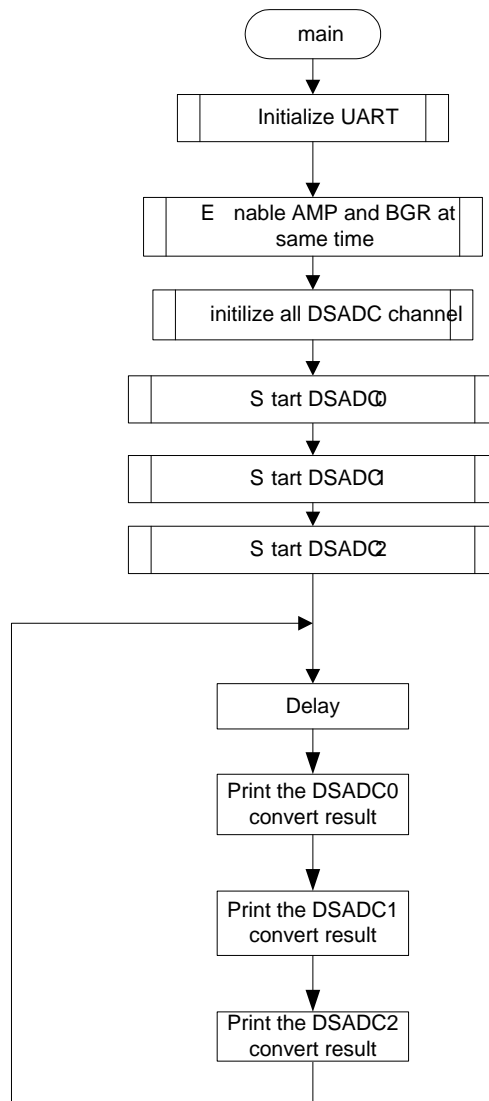 main
Initialize UART
E nable AMP and BGR at
same time
initilize all DSADC channel
S tart DSADC0
S tart DSADC1
S tart DSADC2
Delay
Print the DSADC0
convert result
Print the DSADC1
convert result
Print the DSADC2
convert result